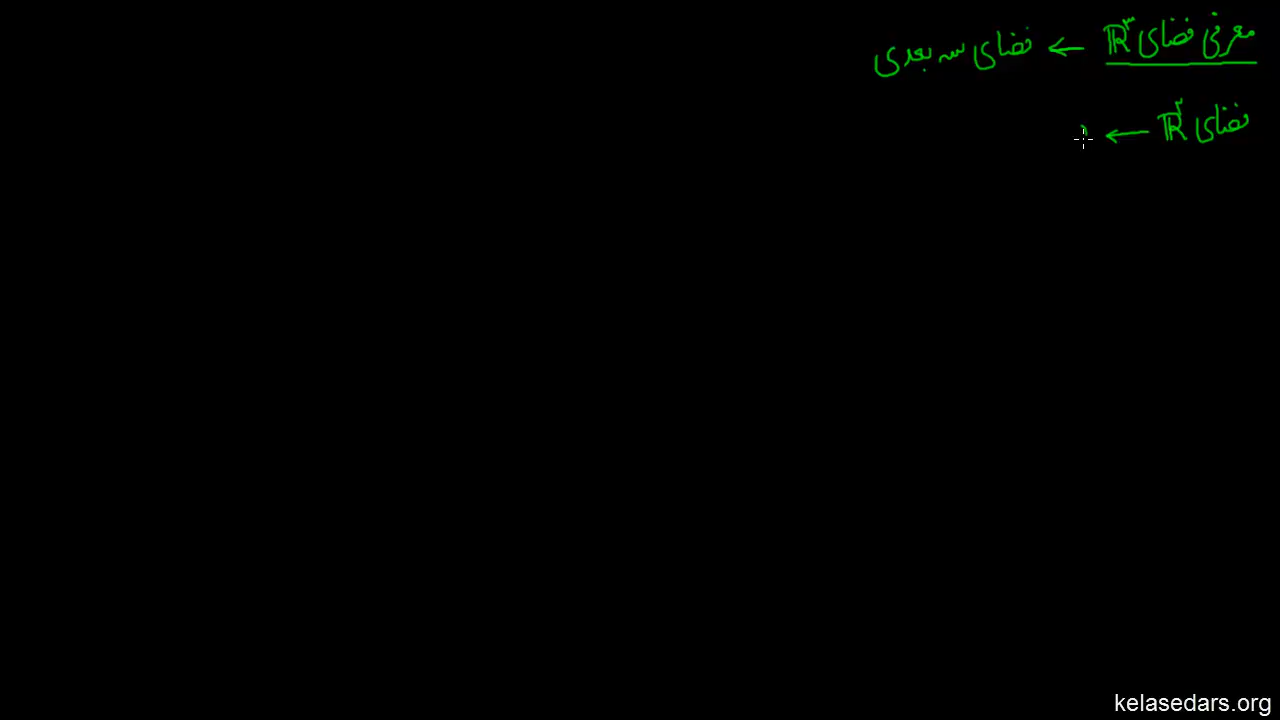 معرفی فضای ℝ³ ← فضای سه بعدی
فضای ℝ² ←
kelasedars.org